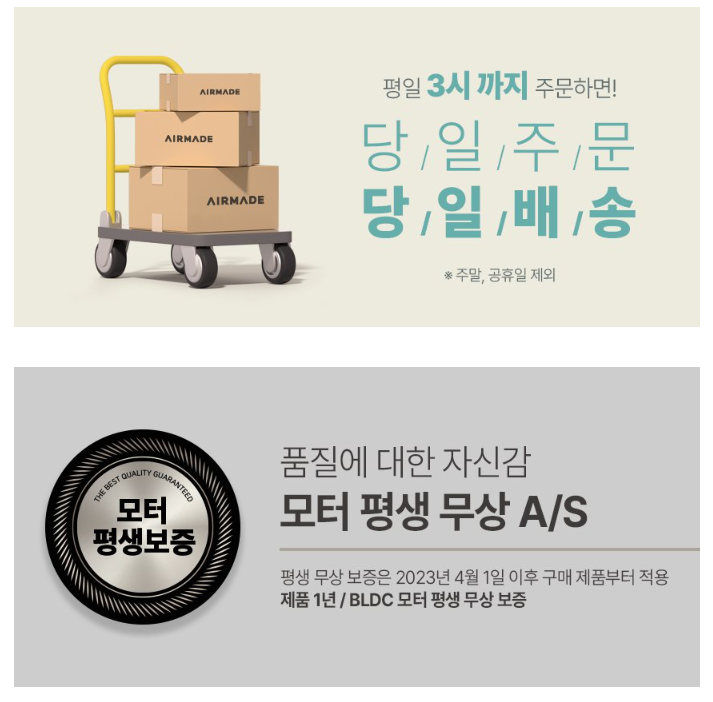 AIRMADE
AIRMADE
AIRMADE
평일 3시 까지 주문하면!
당 / 일 / 주 / 문
당 / 일 / 배 / 송
※ 주말, 공휴일 제외
THE BEST QUALITY GUARANTEED
모터
평생보증
품질에 대한 자신감
모터 평생 무상 A/S
평생 무상 보증은 2023년 4월 1일 이후 구매 제품부터 적용
제품 1년 / BLDC 모터 평생 무상 보증